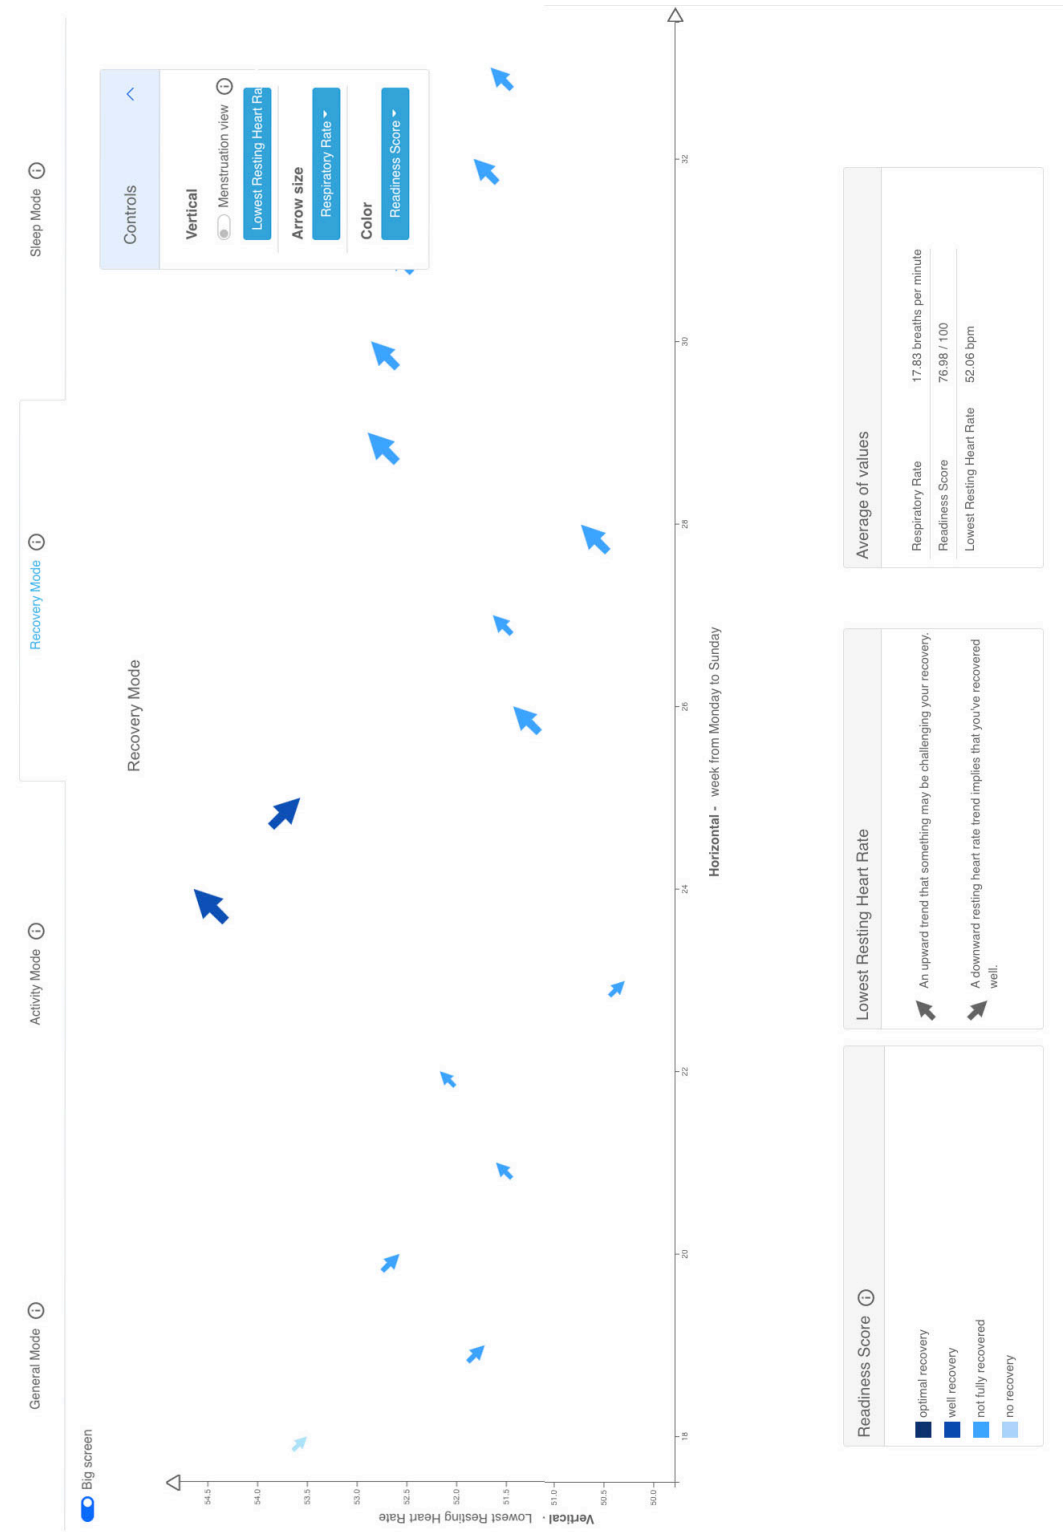 General Mode
Activity Mode
Recovery Mode
Sleep Mode
Big screen
Recovery Mode
Controls
Vertical
Menstruation view
Lowest Resting Heart Ra
Arrow size
Respiratory Rate
Color
Readiness Score
Vertical - Lowest Resting Heart Rate
54.5
54.0
53.5
53.0
52.5
52.0
51.5
51.0
50.5
50.0
18
20
22
24
26
28
30
32
Horizontal - week from Monday to Sunday
Readiness Score
optimal recovery
well recovery
not fully recovered
no recovery
Lowest Resting Heart Rate
An upward trend that something may be challenging your recovery.
A downward resting heart rate trend implies that you've recovered
well.
Average of values
Respiratory Rate 17.83 breaths per minute
Readiness Score 76.98 / 100
Lowest Resting Heart Rate 52.06 bpm